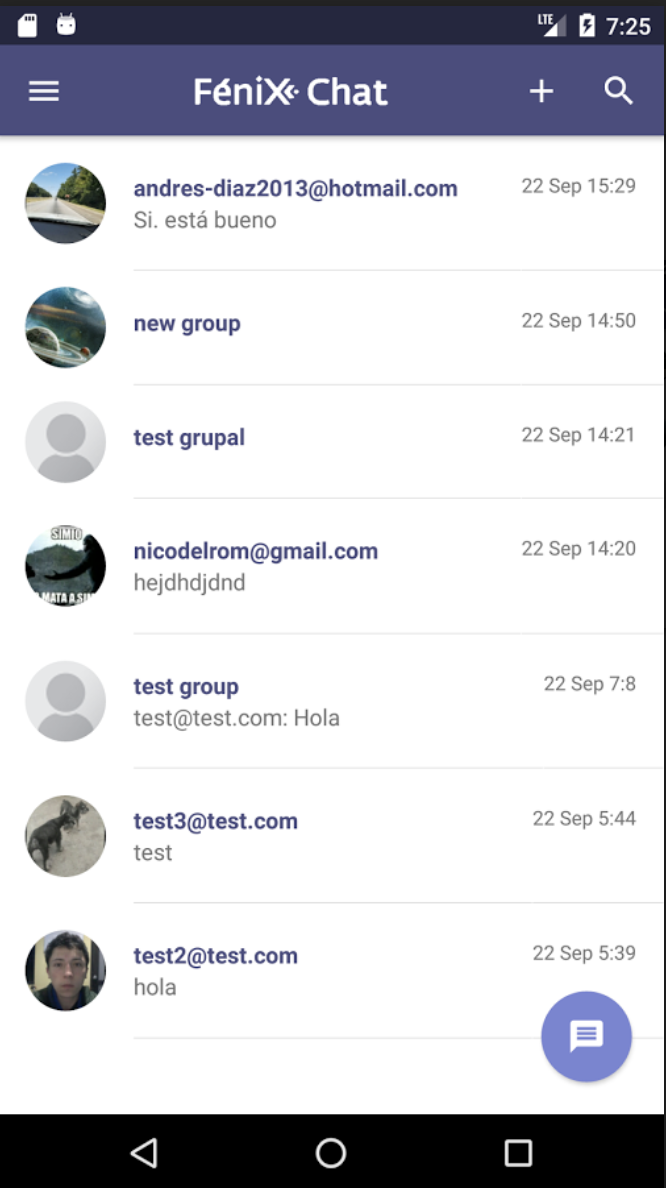 LTE 7:25
FéniX Chat
andres-diaz2013@hotmail.com 22 Sep 15:29
Si. está bueno
new group 22 Sep 14:50
test grupal 22 Sep 14:21
SIMIO
nicodelrom@gmail.com 22 Sep 14:20
hejdhdjdnd
MATA A SIM
test group 22 Sep 7:8
test@test.com: Hola
test3@test.com 22 Sep 5:44
test
test2@test.com 22 Sep 5:39
hola